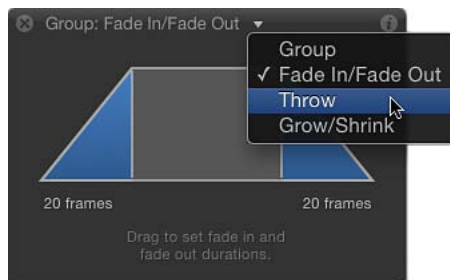 Group: Fade In/Fade Out
Group
✓ Fade In/Fade Out
Throw
Grow/Shrink
20 frames
20 frames
Drag to set fade in and
fade out durations.